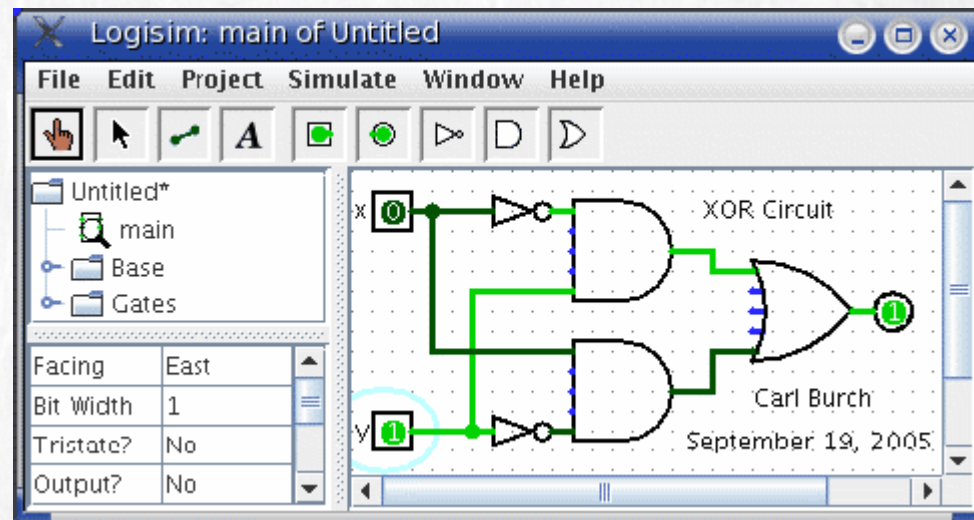 Logisim: main of Untitled
File Edit Project Simulate Window Help
A
Untitled*
main
Base
Gates
Facing East
Bit Width 1
Tristate? No
Output? No
x 0
XOR Circuit
1
y 1
Carl Burch
September 19, 2005